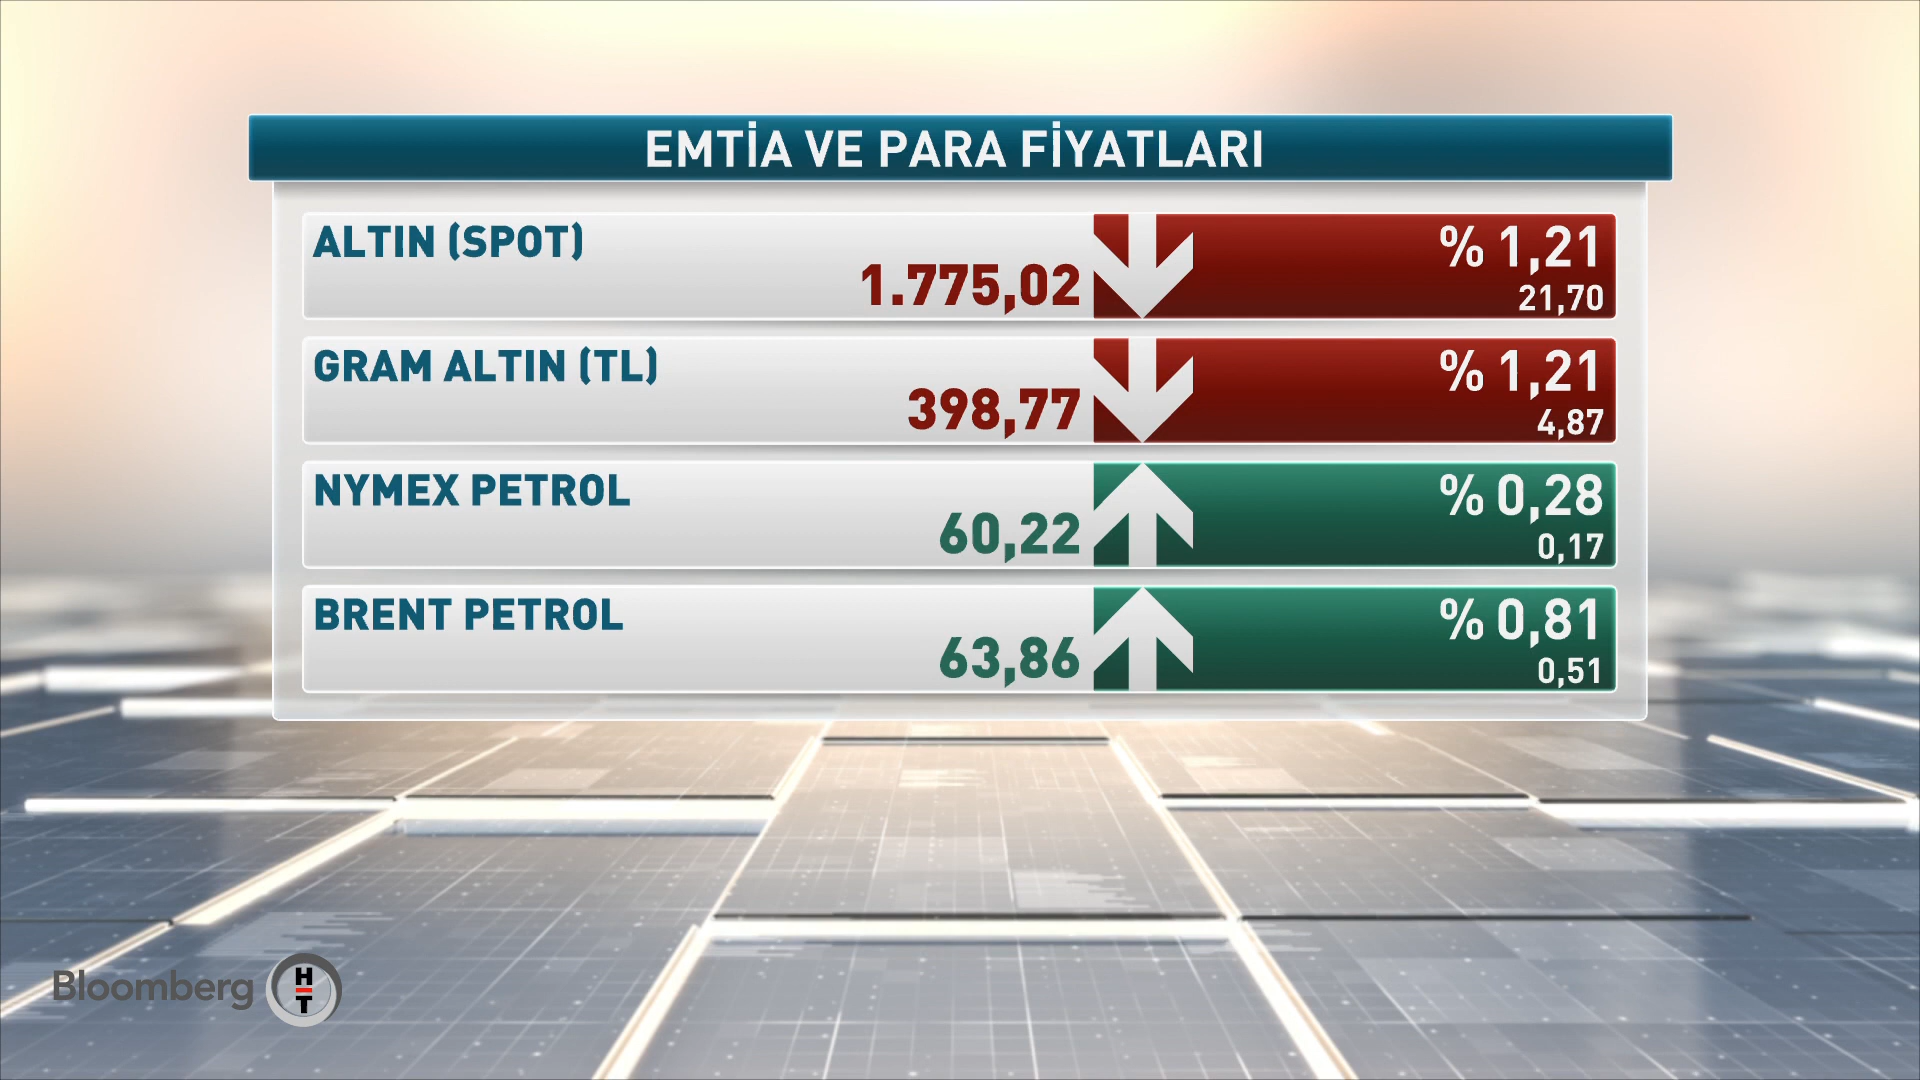 EMTİA VE PARA FİYATLARI
ALTIN (SPOT)
1.775,02
% 1,21
21,70
GRAM ALTIN (TL)
398,77
% 1,21
4,87
NYMEX PETROL
60,22
% 0,28
0,17
BRENT PETROL
63,86
% 0,81
0,51
Bloomberg HT